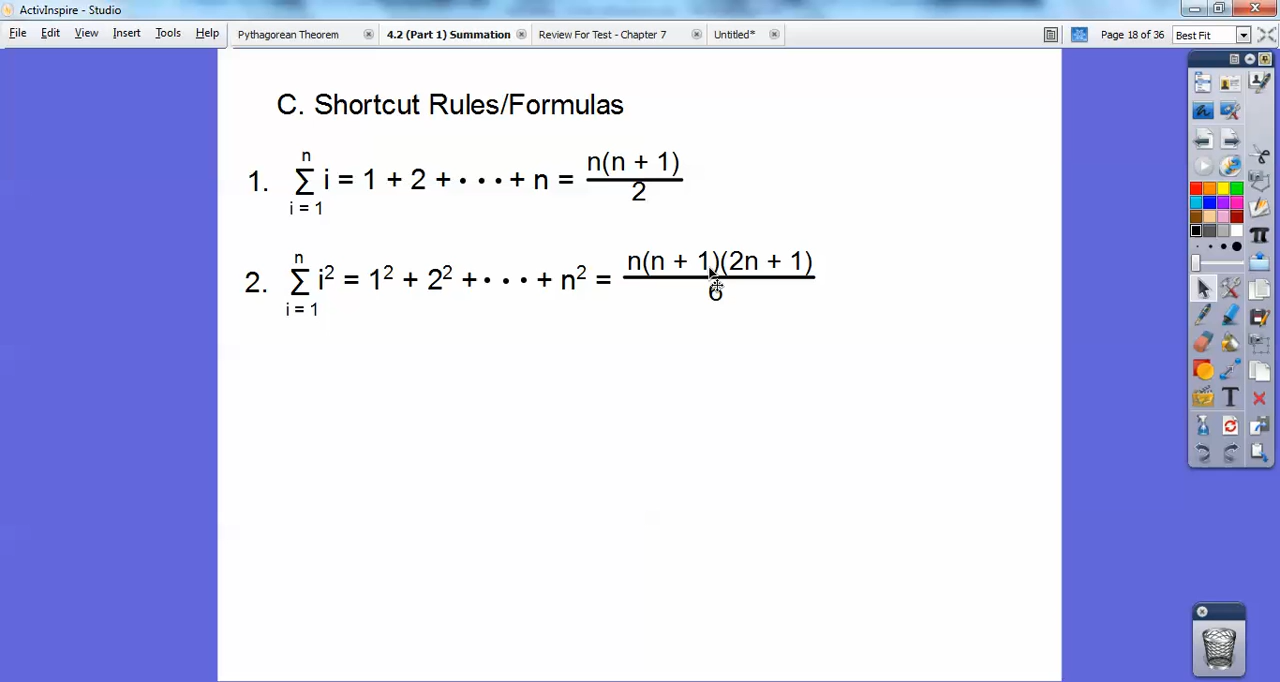 ActivInspire - Studio
File Edit View Insert Tools Help
Pythagorean Theorem 4.2 (Part 1) Summation Review For Test - Chapter 7 Untitled*
Page 18 of 36 Best Fit
C. Shortcut Rules/Formulas
1. n Σ i = 1 i = 1 + 2 + • • • + n = n(n + 1) / 2
2. n Σ i = 1 i² = 1² + 2² + • • • + n² = n(n + 1)(2n + 1) / 6